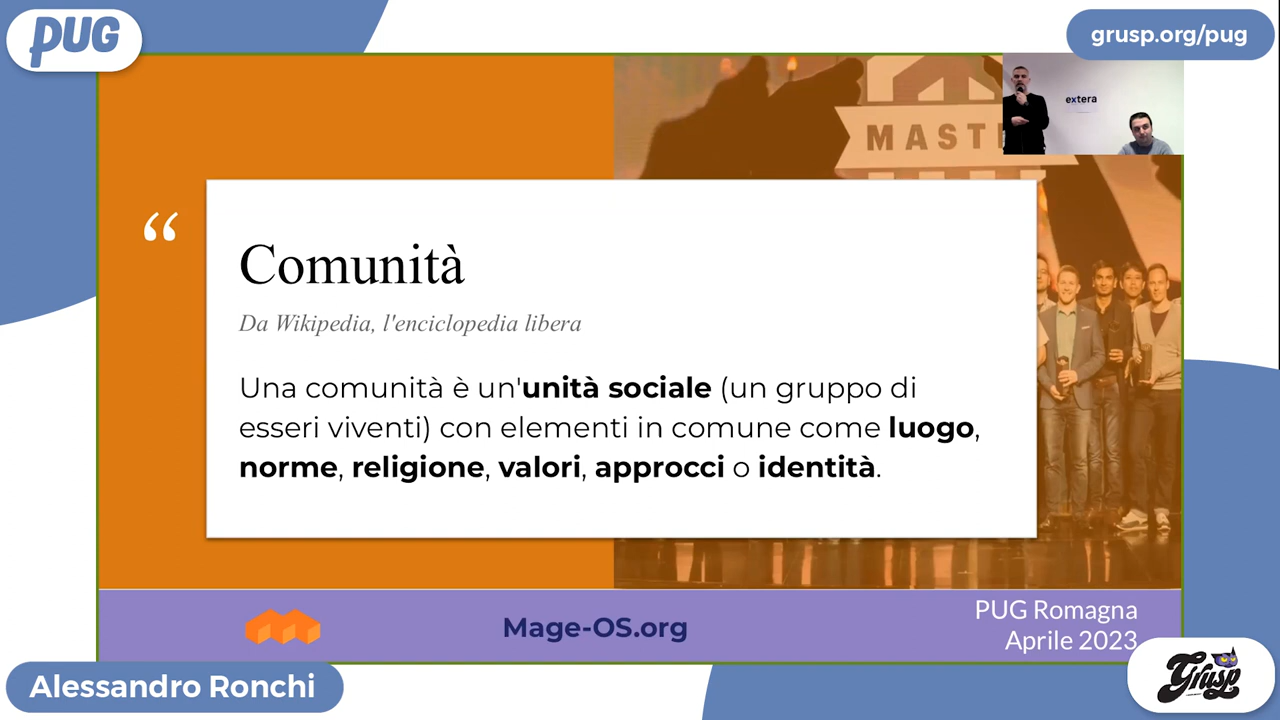 PUG
grusp.org/pug
MAST
extera
“
Comunità
Da Wikipedia, l'enciclopedia libera
Una comunità è un'unità sociale (un gruppo di
esseri viventi) con elementi in comune come luogo,
norme, religione, valori, approcci o identità.
Mage-OS.org
PUG Romagna
Aprile 2023
Alessandro Ronchi
Grusp